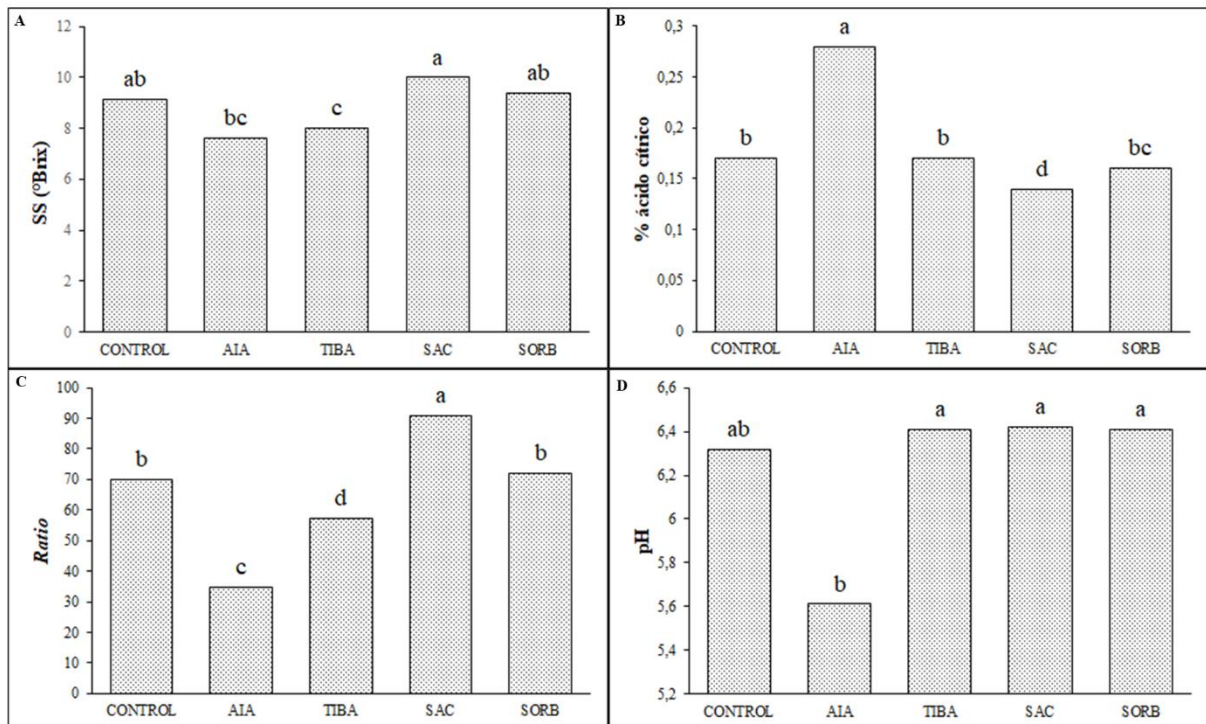 A
SS (ºBrix)
12
10
8
6
4
2
0
ab
bc
c
a
ab
CONTROL AIA TIBA SAC SORB
B
% ácido cítrico
0,3
0,25
0,2
0,15
0,1
0,05
0
b
a
b
d
bc
CONTROL AIA TIBA SAC SORB
C
Ratio
100
90
80
70
60
50
40
30
20
10
0
b
c
d
a
b
CONTROL AIA TIBA SAC SORB
D
pH
6,6
6,4
6,2
6
5,8
5,6
5,4
5,2
ab
b
a
a
a
CONTROL AIA TIBA SAC SORB